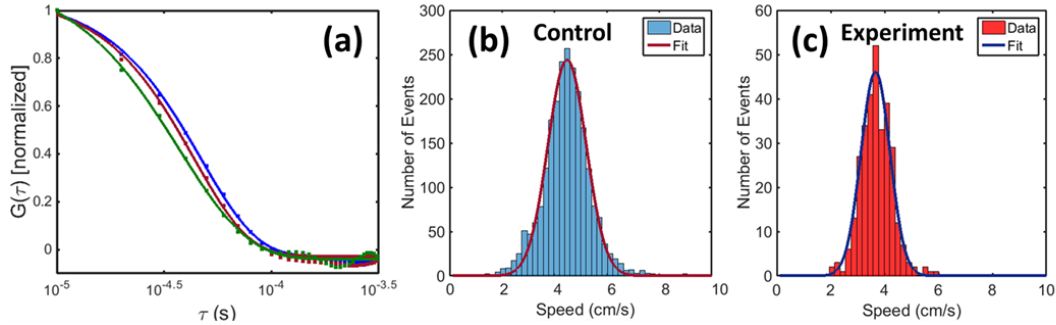 (a)
G(τ) [normalized]
1
0.8
0.6
0.4
0.2
0
10^-5
10^-4.5
10^-4
10^-3.5
τ (s)
(b)
Control
Data
Fit
Number of Events
300
250
200
150
100
50
0
0 2 4 6 8 10
Speed (cm/s)
(c)
Experiment
Data
Fit
Number of Events
60
50
40
30
20
10
0
0 2 4 6 8 10
Speed (cm/s)